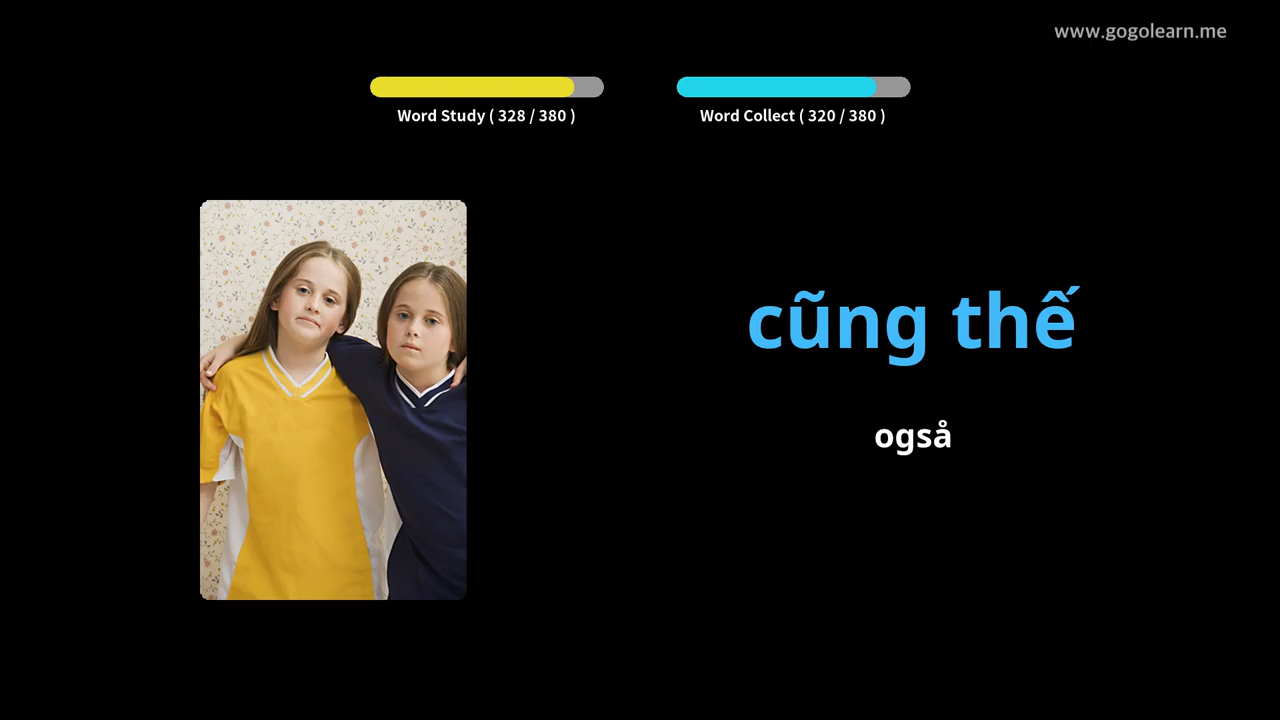 www.gogolearn.me
Word Study ( 328 / 380 )
Word Collect ( 320 / 380 )
cũng thế
også